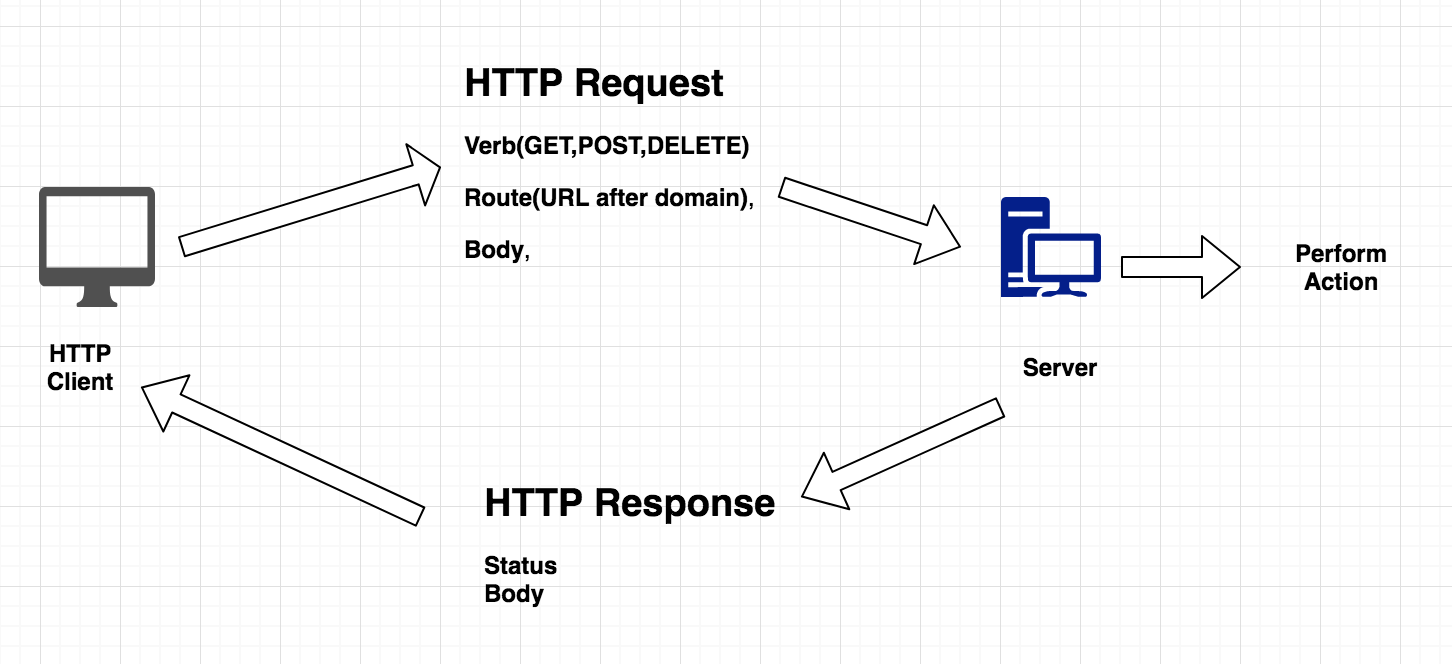 HTTP Request
Verb(GET,POST,DELETE)
Route(URL after domain),
Body,
HTTP
Client
Server
Perform
Action
HTTP Response
Status
Body